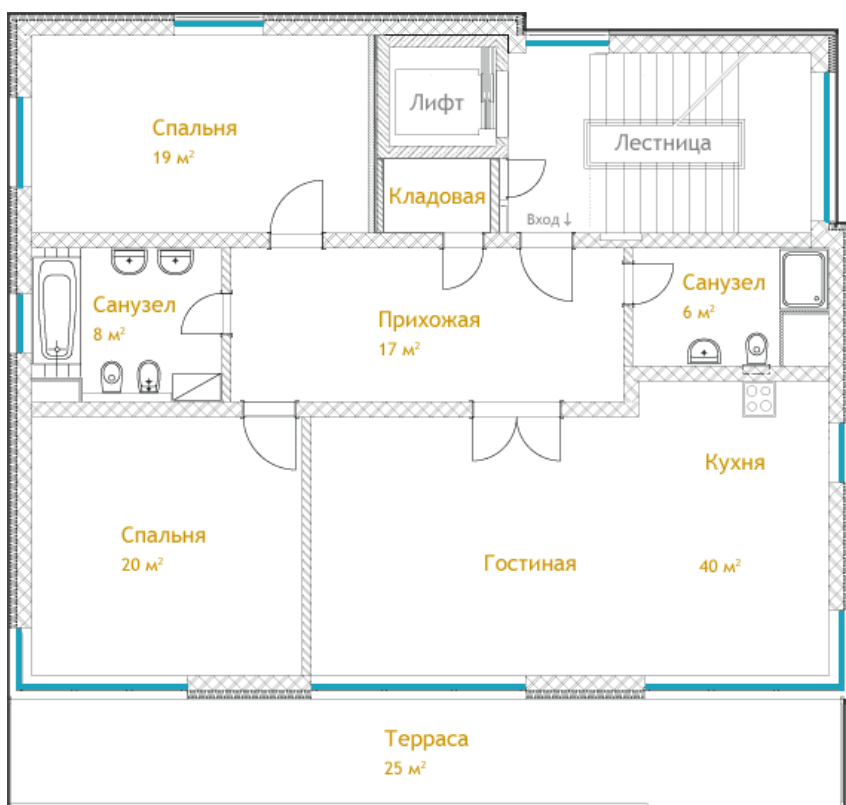 Лифт
Спальня
19 м²
Лестница
Кладовая
Вход ↓
Санузел
8 м²
Санузел
6 м²
Прихожая
17 м²
Кухня
Спальня
20 м²
Гостиная
40 м²
Терраса
25 м²